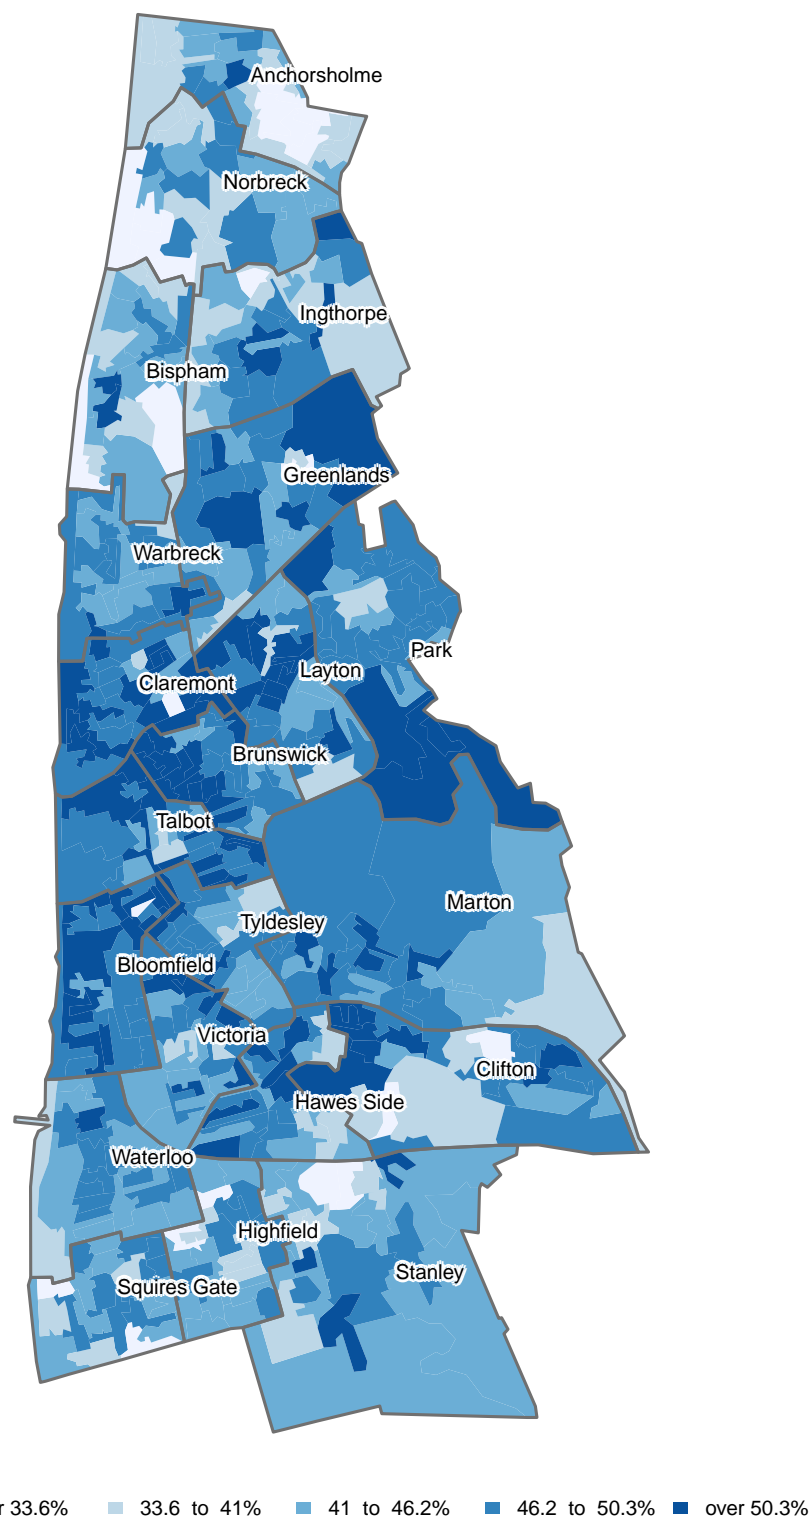 Anchorsholme
Norbreck
Ingthorpe
Bispham
Greenlands
Warbreck
Park
Layton
Claremont
Brunswick
Talbot
Marton
Tyldesley
Bloomfield
Victoria
Clifton
Hawes Side
Waterloo
Highfield
Stanley
Squires Gate
33.6% 33.6 to 41% 41 to 46.2% 46.2 to 50.3% over 50.3%